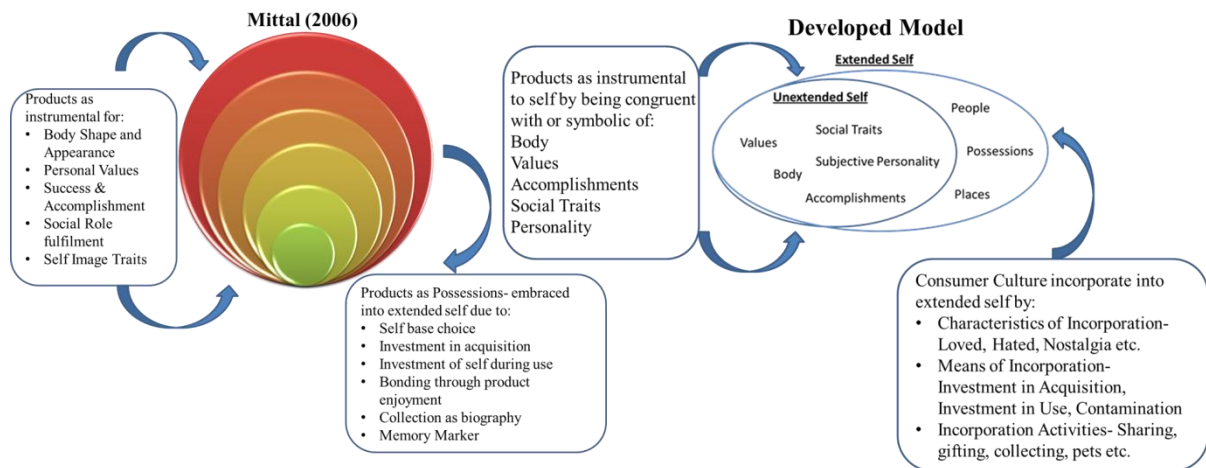 Mittal (2006)
Products as
instrumental for:
• Body Shape and
Appearance
• Personal Values
• Success &
Accomplishment
• Social Role
fulfilment
• Self Image Traits
Products as Possessions- embraced
into extended self due to:
• Self base choice
• Investment in acquisition
• Investment of self during use
• Bonding through product
enjoyment
• Collection as biography
• Memory Marker
Developed Model
Products as instrumental
to self by being congruent
with or symbolic of:
Body
Values
Accomplishments
Social Traits
Personality
Extended Self
Unextended Self
People
Social Traits
Values
Possessions
Subjective Personality
Body
Places
Accomplishments
Consumer Culture incorporate into
extended self by:
• Characteristics of Incorporation-
Loved, Hated, Nostalgia etc.
• Means of Incorporation-
Investment in Acquisition,
Investment in Use, Contamination
• Incorporation Activities- Sharing,
gifting, collecting, pets etc.